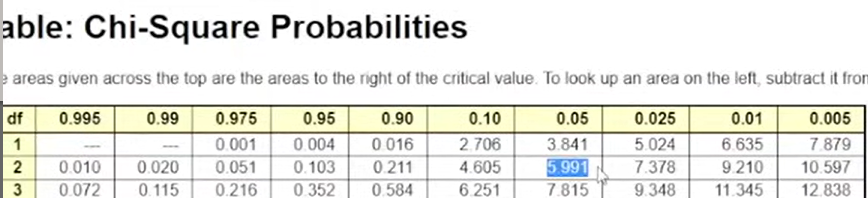 able: Chi-Square Probabilities
e areas given across the top are the areas to the right of the critical value. To look up an area on the left, subtract it from
df 0.995 0.99 0.975 0.95 0.90 0.10 0.05 0.025 0.01 0.005
1 --- --- 0.001 0.004 0.016 2.706 3.841 5.024 6.635 7.879
2 0.010 0.020 0.051 0.103 0.211 4.605 5.991 7.378 9.210 10.597
3 0.072 0.115 0.216 0.352 0.584 6.251 7.815 9.348 11.345 12.838